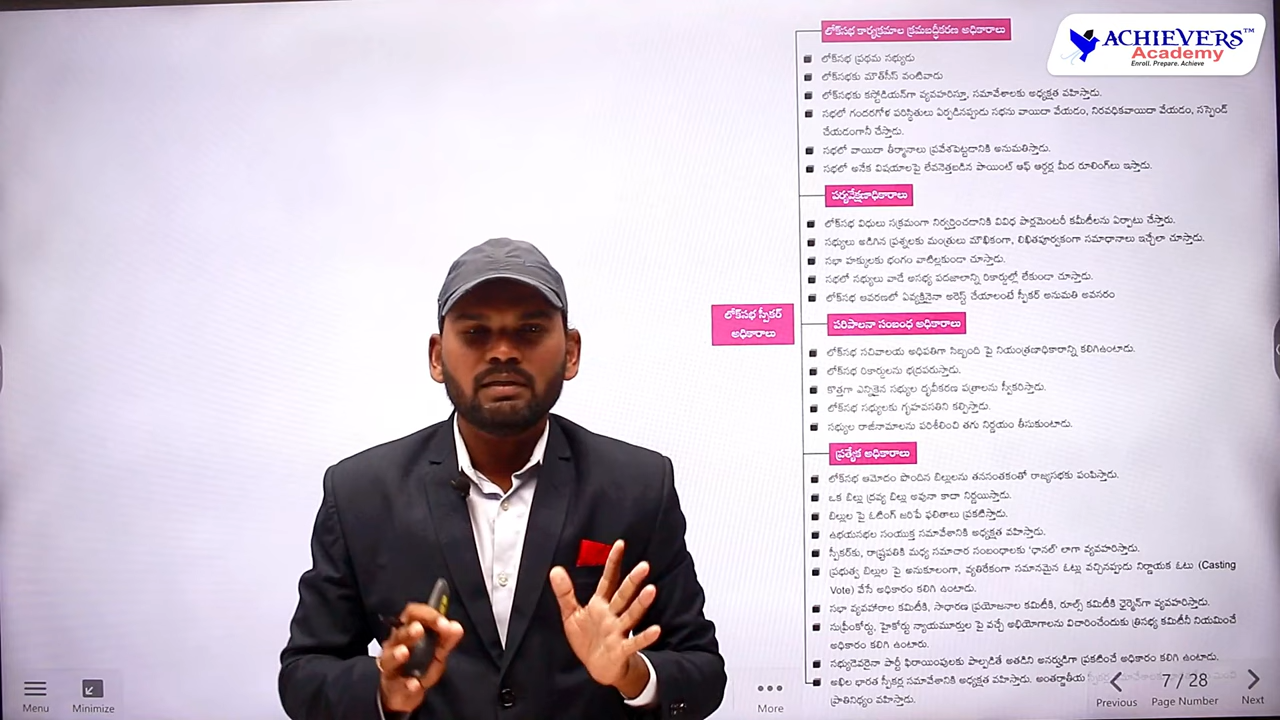 లోక్‌సభ కార్యక్రమాల క్రమబద్ధీకరణ అధికారాలు
లోక్‌సభ ప్రథమ సభ్యుడు
లోక్‌సభకు మౌత్‌పీస్ వంటివాడు
లోక్‌సభకు కస్టోడియన్‌గా వ్యవహరిస్తూ, సమావేశాలకు అధ్యక్షత వహిస్తాడు.
సభలో గందరగోళ పరిస్థితులు ఏర్పడినప్పుడు సభను వాయిదా వేయడం, నిరవధికవాయిదా వేయడం, సస్పెండ్
చేయడంగానీ చేస్తాడు.
సభలో వాయిదా తీర్మానాలు ప్రవేశపెట్టడానికి అనుమతిస్తాడు.
సభలో అనేక విషయాలపై లేవనెత్తబడిన పాయింట్ ఆఫ్ ఆర్డర్ల మీద రూలింగ్‌లు ఇస్తాడు.
పర్యవేక్షణాధికారాలు
లోక్‌సభ విధులు సక్రమంగా నిర్వర్తించడానికి వివిధ పార్లమెంటరీ కమిటీలను ఏర్పాటు చేస్తారు.
సభ్యులు అడిగిన ప్రశ్నలకు మంత్రులు మౌఖికంగా, లిఖితపూర్వకంగా సమాధానాలు ఇచ్చేలా చూస్తాడు.
సభా హక్కులకు భంగం వాటిల్లకుండా చూస్తాడు.
సభలో సభ్యులు వాడే అసభ్య పదజాలాన్ని రికార్డుల్లో లేకుండా చూస్తాడు.
లోక్‌సభ ఆవరణలో ఏవ్యక్తినైనా అరెస్ట్ చేయాలంటే స్పీకర్ అనుమతి అవసరం
లోక్‌సభ స్పీకర్
అధికారాలు
పరిపాలనా సంబంధ అధికారాలు
లోక్‌సభ సచివాలయ అధిపతిగా సిబ్బంది పై నియంత్రణాధికారాన్ని కలిగిఉంటాడు.
లోక్‌సభ రికార్డులను భద్రపరుస్తాడు.
కొత్తగా ఎన్నికైన సభ్యుల ధృవీకరణ పత్రాలను స్వీకరిస్తాడు.
లోక్‌సభ సభ్యులకు గృహవసతిని కల్పిస్తాడు.
సభ్యుల రాజీనామాలను పరిశీలించి తగు నిర్ణయం తీసుకుంటాడు.
ప్రత్యేక అధికారాలు
లోక్‌సభ ఆమోదం పొందిన బిల్లులను తనసంతకంతో రాజ్యసభకు పంపిస్తాడు.
ఒక బిల్లు ద్రవ్య బిల్లు అవునా కాదా నిర్ణయిస్తాడు.
బిల్లుల పై ఓటింగ్ జరిపే ఫలితాలు ప్రకటిస్తాడు.
ఉభయసభల సంయుక్త సమావేశానికి అధ్యక్షత వహిస్తాడు.
స్పీకర్‌కు, రాష్ట్రపతికి మధ్య సమాచార సంబంధాలకు 'ఛానల్' లాగా వ్యవహరిస్తాడు.
ప్రభుత్వ బిల్లుల పై అనుకూలంగా, వ్యతిరేకంగా సమానమైన ఓట్లు వచ్చినప్పుడు నిర్ణాయక ఓటు (Casting
Vote) వేసే అధికారం కలిగి ఉంటాడు.
సభా వ్యవహారాల కమిటీకి, సాధారణ ప్రయోజనాల కమిటీకి, రూల్స్ కమిటీకి ఛైర్మెన్‌గా వ్యవహరిస్తాడు.
సుప్రీంకోర్టు, హైకోర్టు న్యాయమూర్తుల పై వచ్చే అభియోగాలను విచారించేందుకు త్రిసభ్య కమిటీనీ నియమించే
అధికారం కలిగి ఉంటారు.
సభ్యుడెవరైనా పార్టీ ఫిరాయింపులకు పాల్పడితే అతడిని అనర్హుడిగా ప్రకటించే అధికారం కలిగి ఉంటాడు.
అఖిల భారత స్పీకర్ల సమావేశానికి అధ్యక్షత వహిస్తాడు. అంతర్జాతీయ
ప్రాతినిధ్యం వహిస్తాడు.
ACHIEVERS™
Academy
Enroll. Prepare. Achieve
Menu
Minimize
More
Previous
7 / 28
Page Number
Next